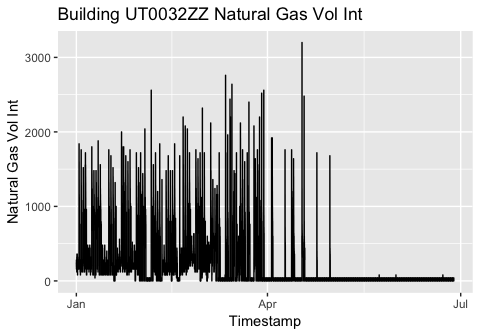 Building UT0032ZZ Natural Gas Vol Int
Natural Gas Vol Int
3000
2000
1000
0
Jan
Apr
Jul
Timestamp